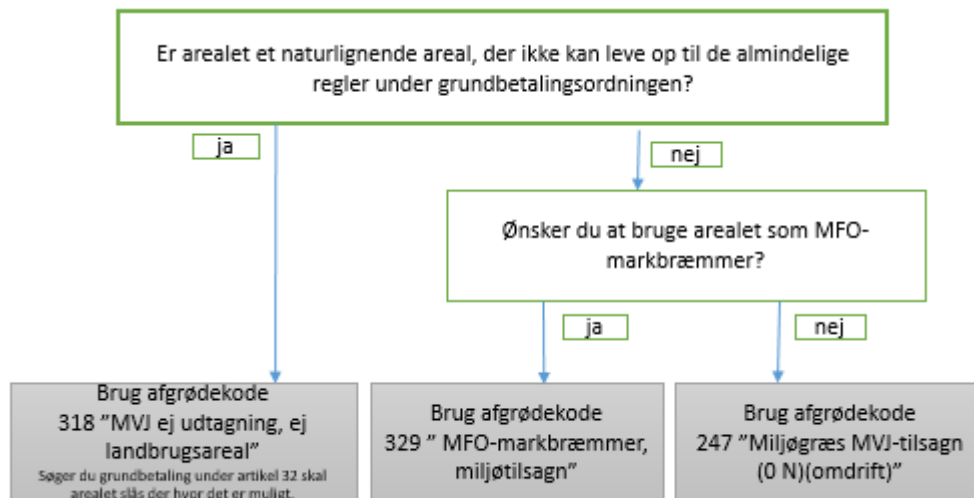 Er arealet et naturlignende areal, der ikke kan leve op til de almindelige
regler under grundbetalingsordningen?
ja
nej
Ønsker du at bruge arealet som MFO-
markbræmmer?
ja
nej
Brug afgrødekode
318 ”MVJ ej udtagning, ej
landbrugsareal”
Søger du grundbetaling under artikel 32 skal
arealet slås der hvor det er muligt.
Brug afgrødekode
329 ” MFO-markbræmmer,
miljøtilsagn”
Brug afgrødekode
247 ”Miljøgræs MVJ-tilsagn
(0 N)(omdrift)”